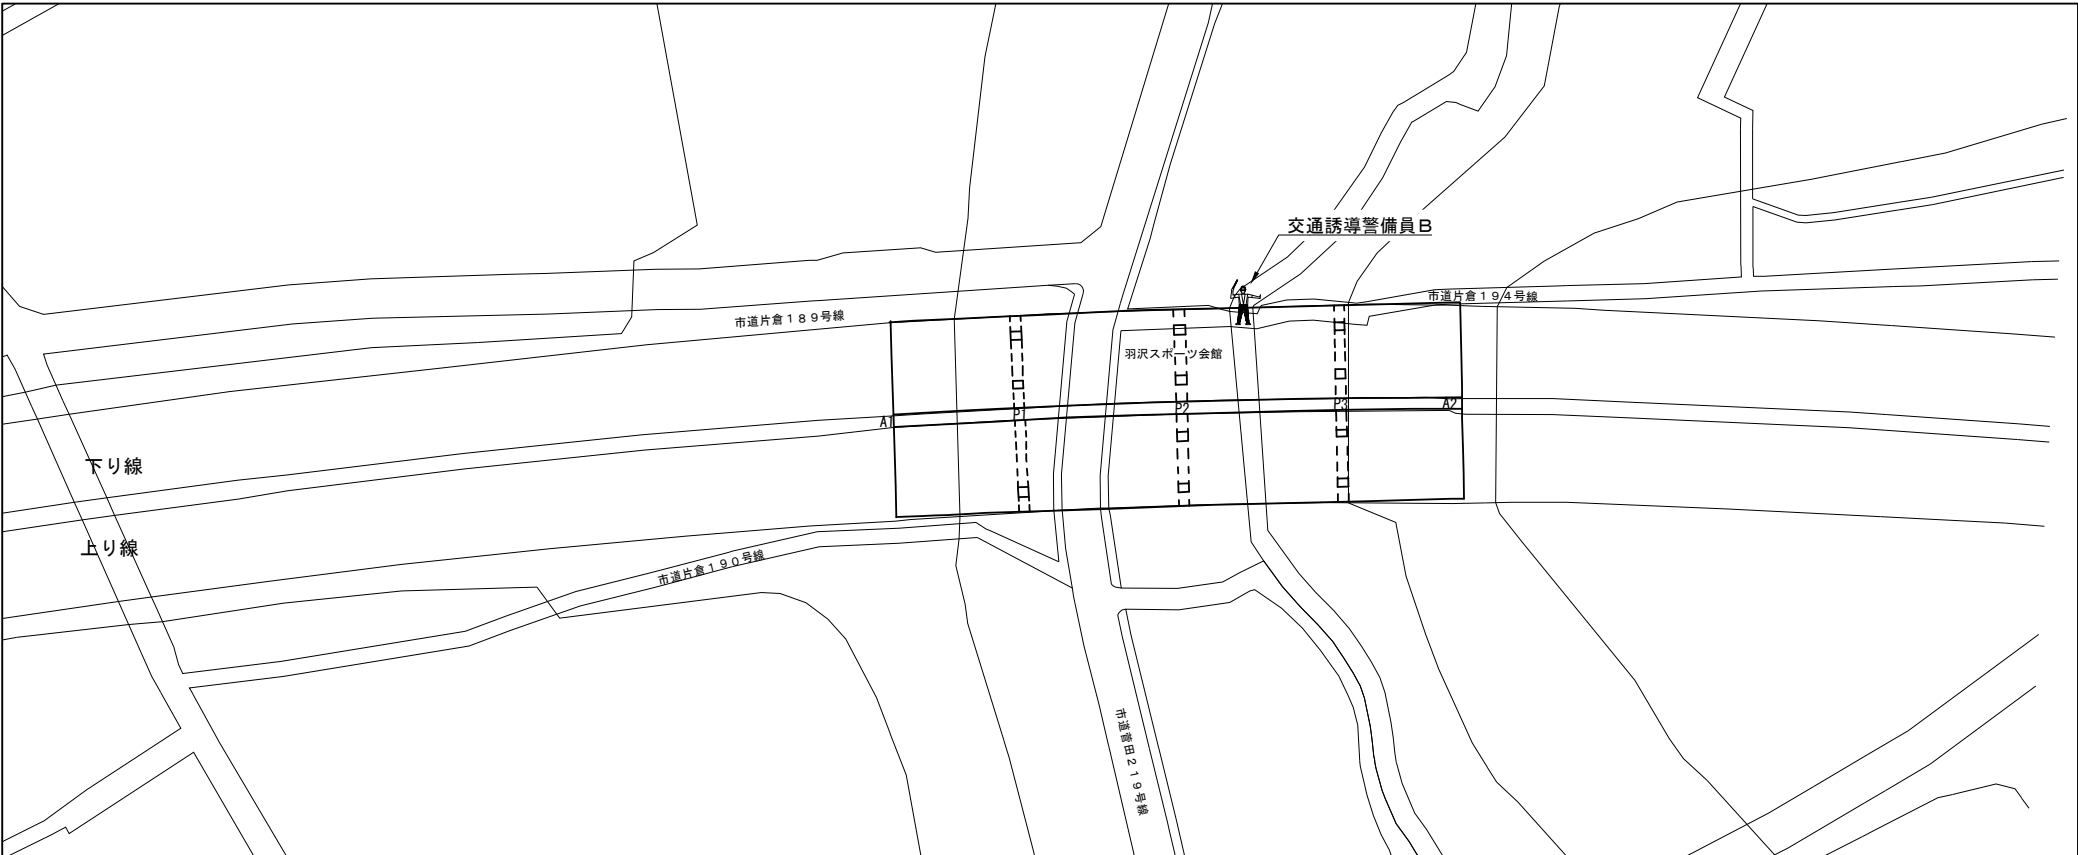 交通誘導警備員Ｂ
市道片倉１９４号線
市道片倉１８９号線
羽沢スポーツ会館
A1
P1
P2
P3
A2
下り線
上り線
市道片倉１９０号線
市道菅田２１９号線